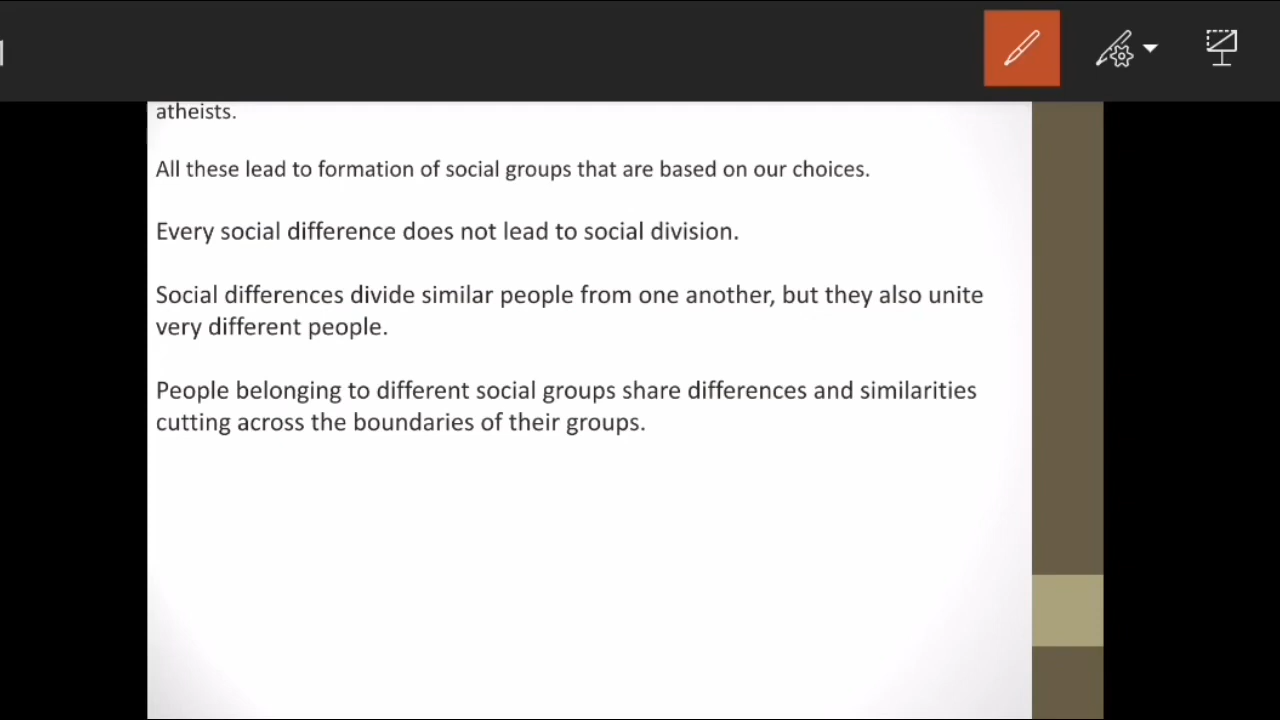 atheists.
All these lead to formation of social groups that are based on our choices.
Every social difference does not lead to social division.
Social differences divide similar people from one another, but they also unite
very different people.
People belonging to different social groups share differences and similarities
cutting across the boundaries of their groups.